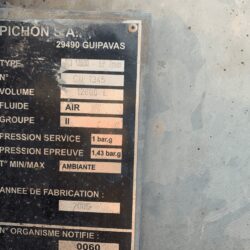 PICHON S.A.
29490 GUIPAVAS
TYPE
N°
VOLUME
FLUIDE AIR
GROUPE II
PRESSION SERVICE 1 bar.g
PRESSION EPREUVE 1,43 bar.g
T° MIN/MAX AMBIANTE
ANNEE DE FABRICATION :
N° ORGANISME NOTIFIE :
0060